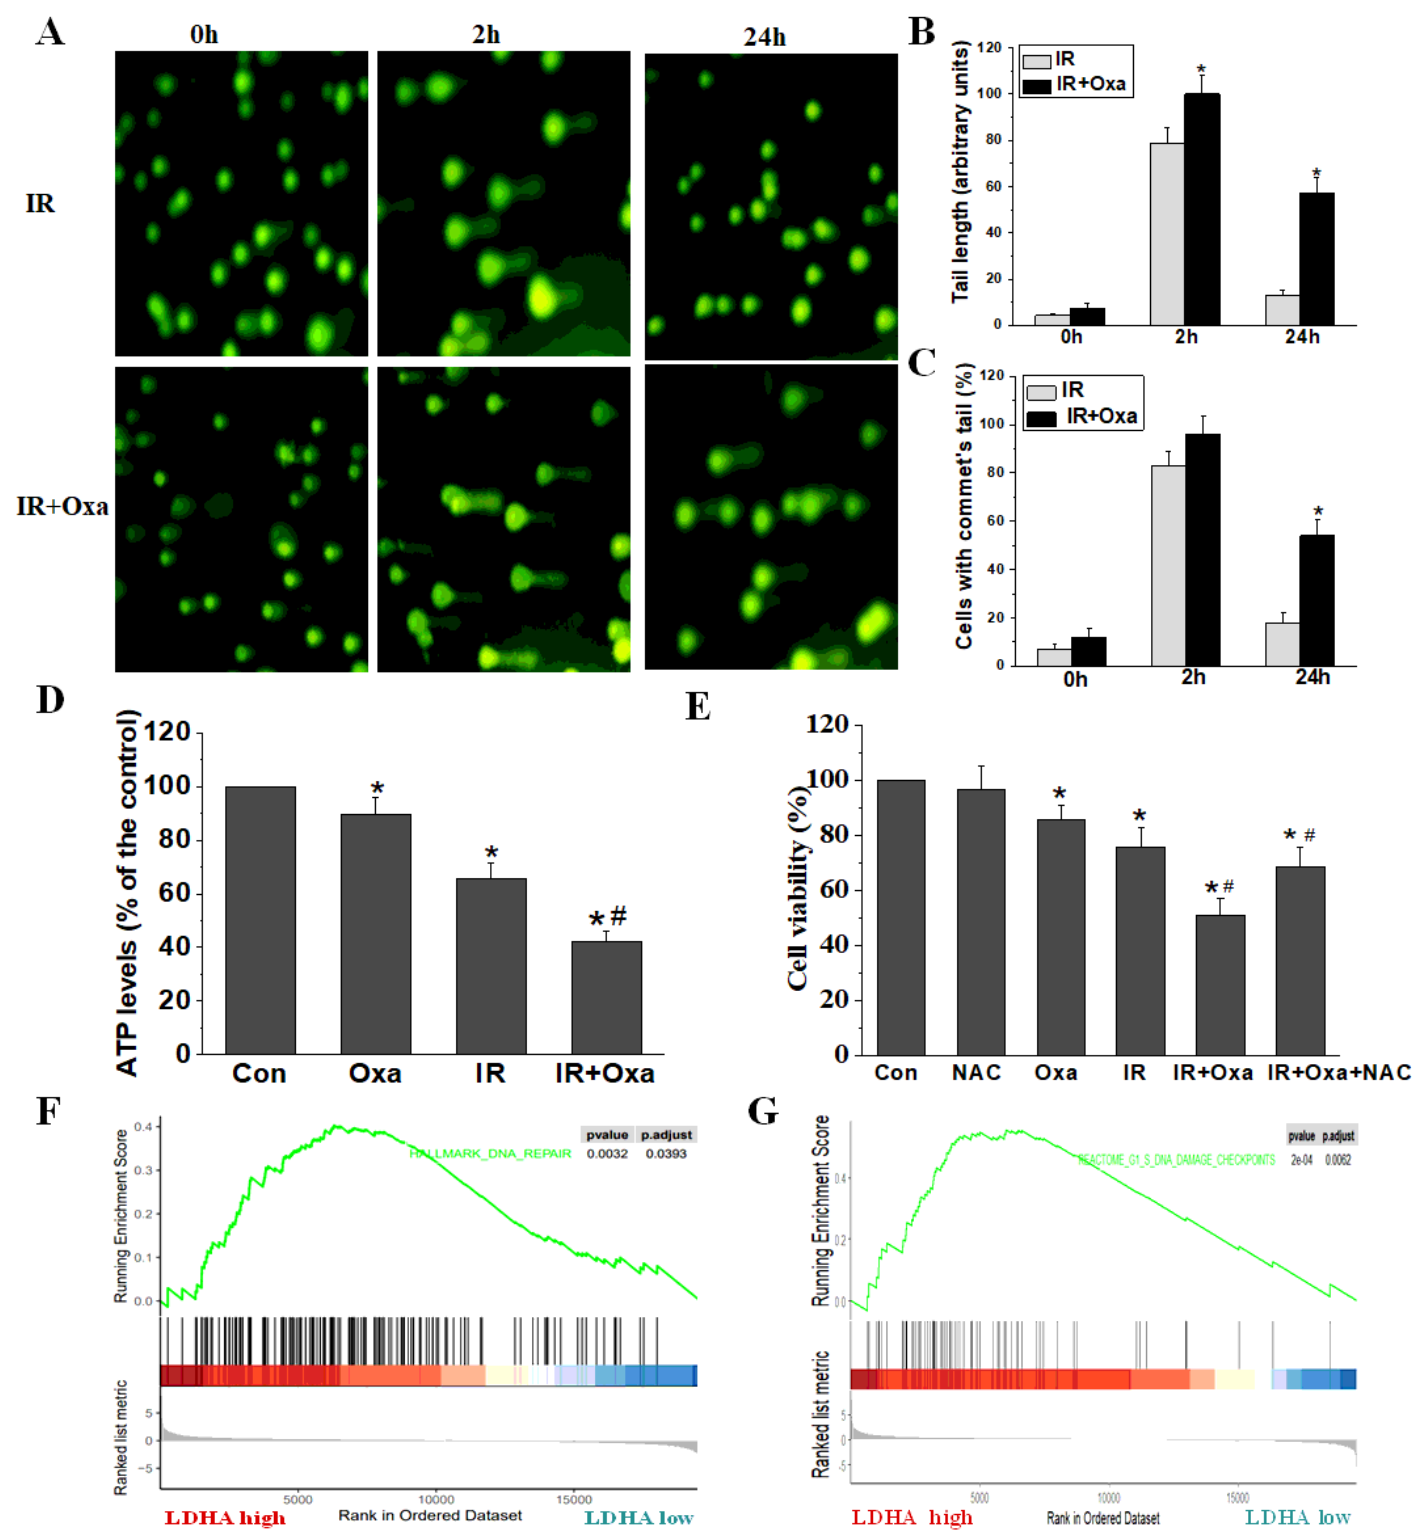 A
0h
2h
24h
IR
IR+Oxa
B
120
100
80
60
40
20
0
Tail length (arbitrary units)
IR
IR+Oxa
*
*
0h
2h
24h
C
120
100
80
60
40
20
0
Cells with commet's tail (%)
IR
IR+Oxa
*
0h
2h
24h
D
120
100
80
60
40
20
0
ATP levels (% of the control)
*
*
*#
Con
Oxa
IR
IR+Oxa
E
120
100
80
60
40
20
0
Cell viability (%)
*
*
*#
*#
Con
NAC
Oxa
IR
IR+Oxa
IR+Oxa+NAC
F
0.4
0.3
0.2
0.1
0.0
Running Enrichment Score
pvalue p.adjust
HALLMARK_DNA_REPAIR 0.0032 0.0393
Ranked list metric
5
0
−5
5000
10000
15000
LDHA high
Rank in Ordered Dataset
LDHA low
G
0.4
0.2
0.0
Running Enrichment Score
pvalue p.adjust
REACTOME_G1_S_DNA_DAMAGE_CHECKPOINTS 2e-04 0.0062
Ranked list metric
5
0
-5
5000
10000
15000
LDHA high
Rank in Ordered Dataset
LDHA low